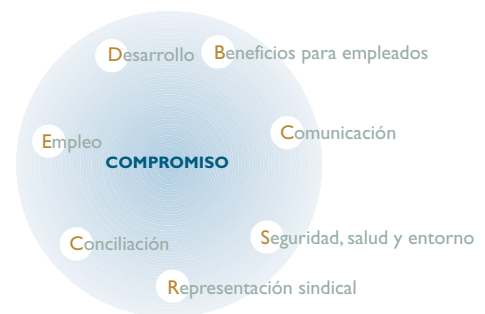 Desarrollo
Beneficios para empleados
Comunicación
Empleo
COMPROMISO
Conciliación
Seguridad, salud y entorno
Representación sindical